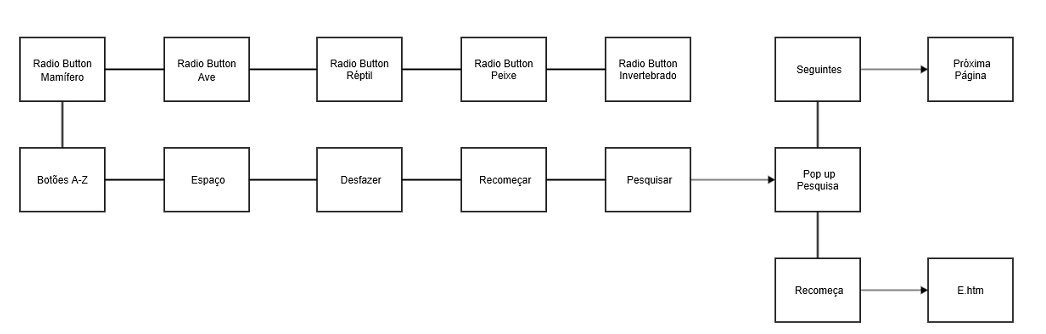 Radio Button
Mamífero
Radio Button
Ave
Radio Button
Réptil
Radio Button
Peixe
Radio Button
Invertebrado
Seguintes
Próxima
Página
Botões A-Z
Espaço
Desfazer
Recomeçar
Pesquisar
Pop up
Pesquisa
Recomeça
E.htm